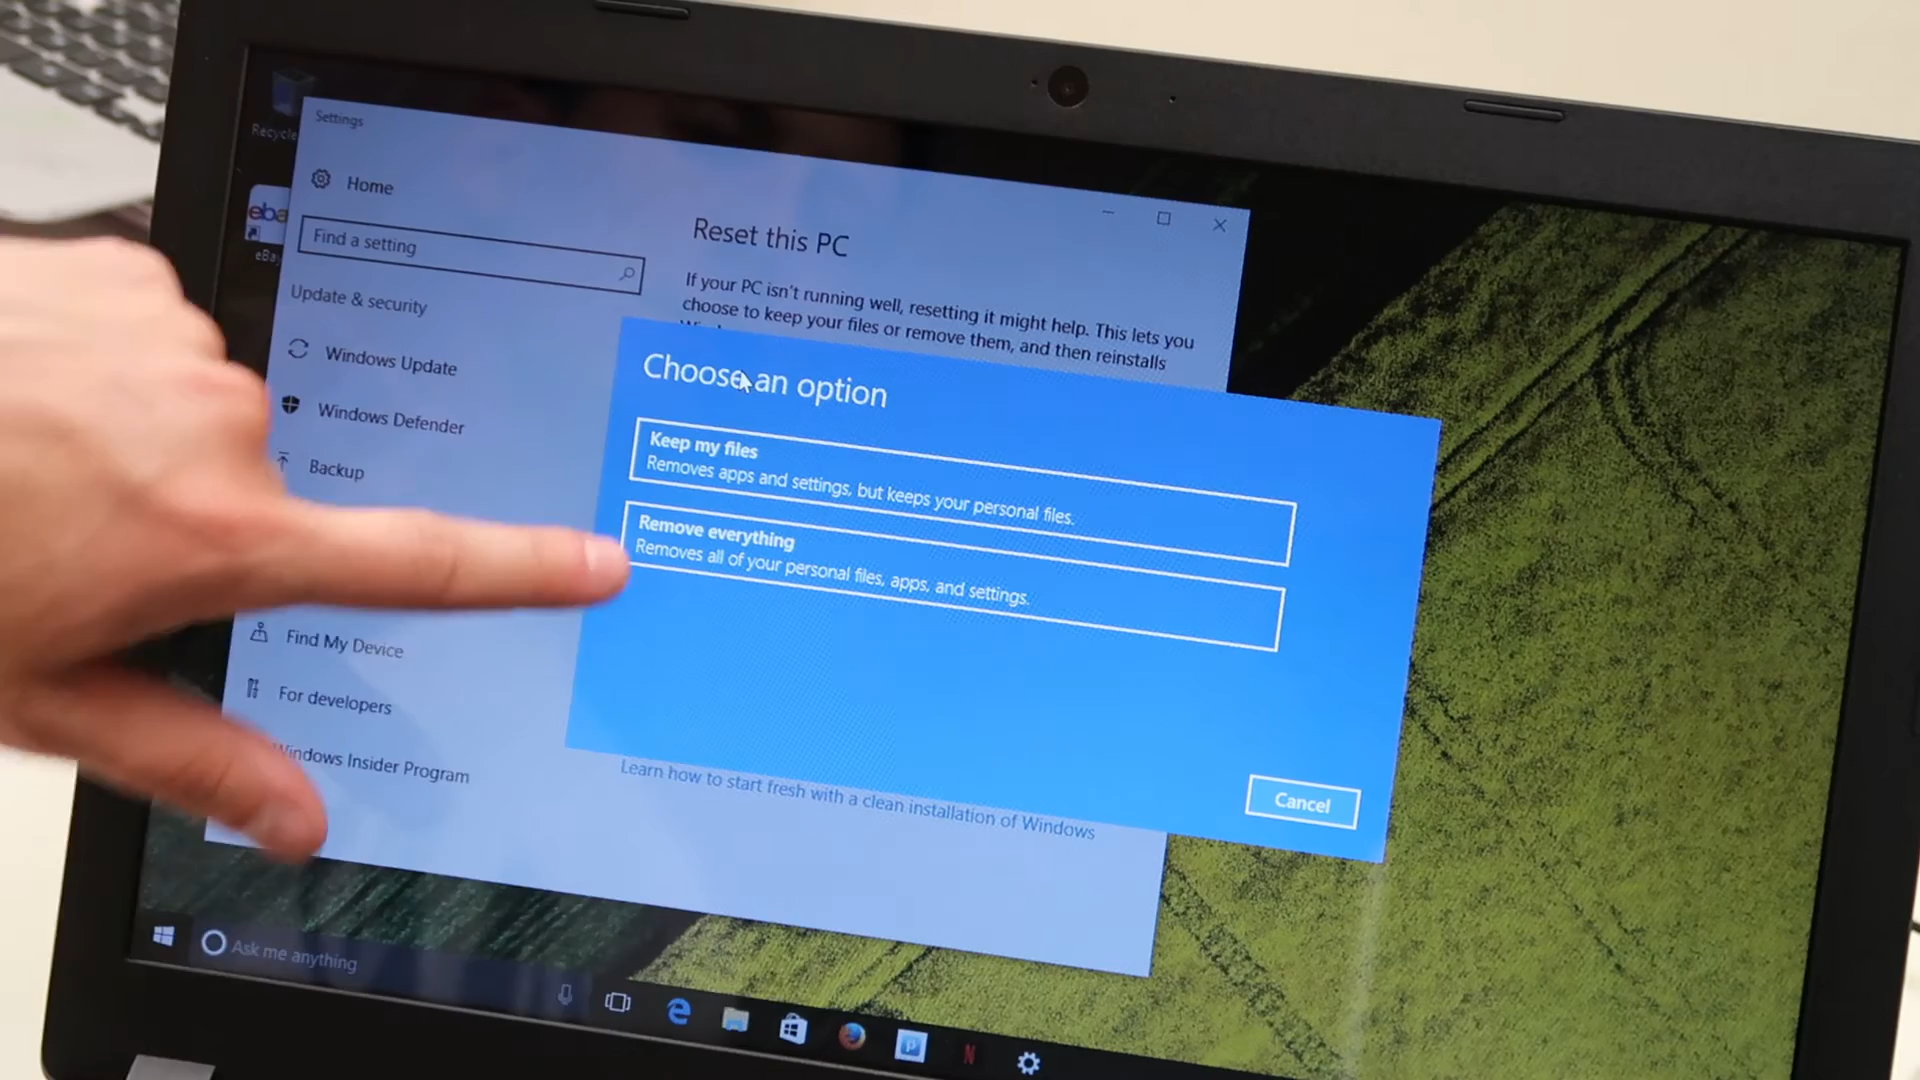 Recycle
Settings
Home
eba
eBay
Find a setting
Update & security
Windows Update
Windows Defender
Backup
Find My Device
For developers
Windows Insider Program
Reset this PC
If your PC isn't running well, resetting it might help. This lets you
choose to keep your files or remove them, and then reinstalls
Choose an option
Keep my files
Removes apps and settings, but keeps your personal files.
Remove everything
Removes all of your personal files, apps, and settings.
Cancel
Learn how to start fresh with a clean installation of Windows
Ask me anything
N